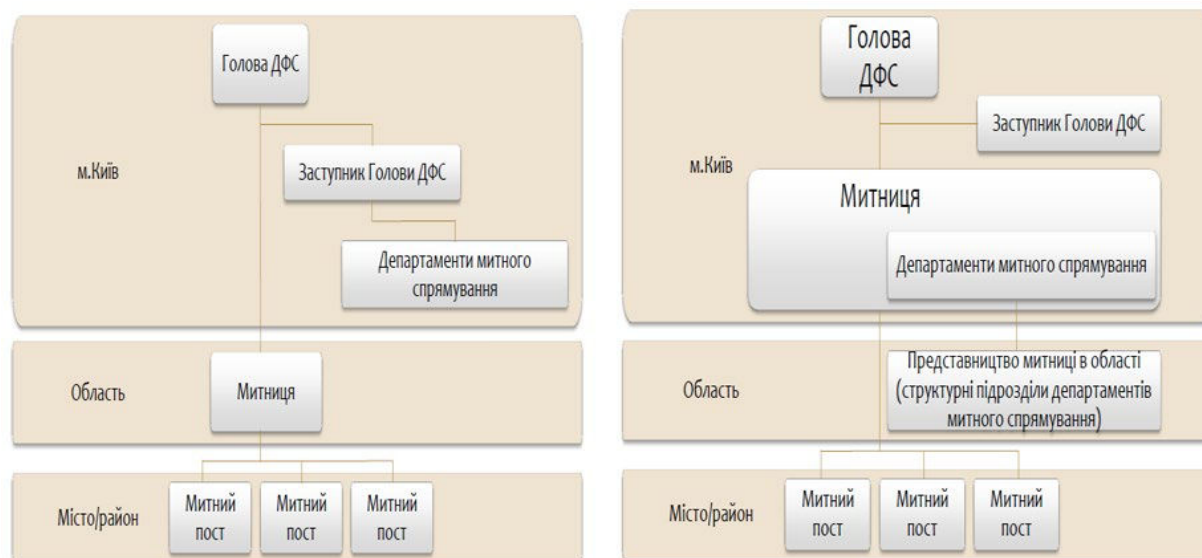 Голова ДФС
м.Київ
Заступник Голови ДФС
Департаменти митного
спрямування
Область
Митниця
Місто/район
Митний
пост
Митний
пост
Митний
пост
Голова
ДФС
Заступник Голови ДФС
м.Київ
Митниця
Департаменти митного спрямування
Область
Представництво митниці в області
(структурні підрозділи департаментів
митного спрямування)
Місто/район
Митний
пост
Митний
пост
Митний
пост